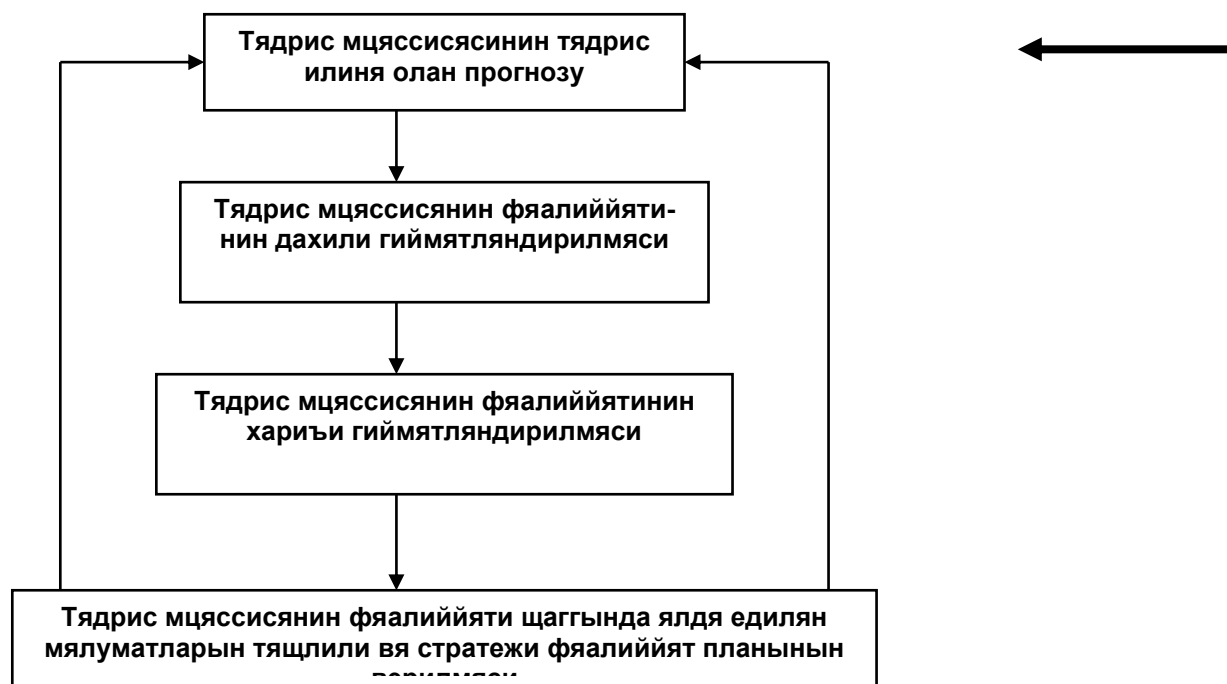 Тядрис мцяссисясинин тядрис
илиня олан прогнозу
Тядрис мцяссисянин фяалиййяти-
нин дахили гиймятляндирилмяси
Тядрис мцяссисянин фяалиййятинин
хариъи гиймятляндирилмяси
Тядрис мцяссисянин фяалиййяти щаггында ялдя едилян
мялуматларын тящлили вя стратежи фяалиййят планынын
верилмяси